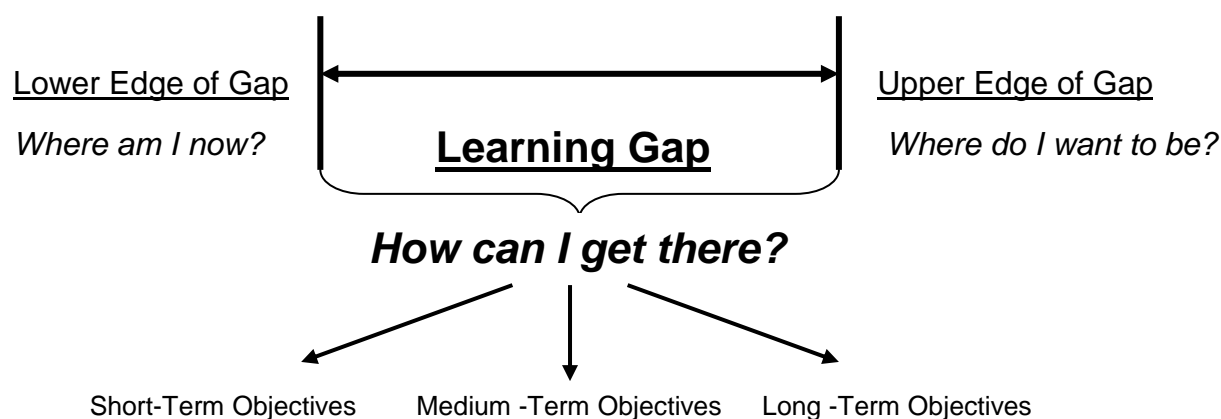 Lower Edge of Gap
Upper Edge of Gap
Where am I now?
Learning Gap
Where do I want to be?
How can I get there?
Short-Term Objectives
Medium -Term Objectives
Long -Term Objectives